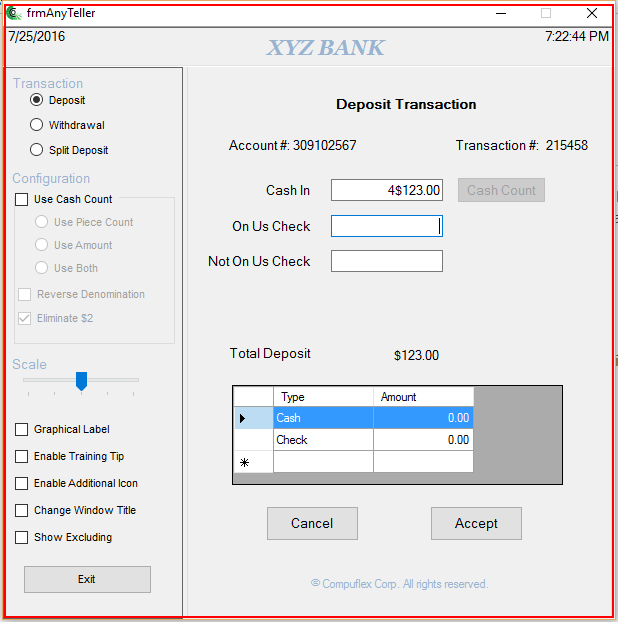 frmAnyTeller
7/25/2016
XYZ BANK
7:22:44 PM
Transaction
Deposit
Withdrawal
Split Deposit
Configuration
Use Cash Count
Use Piece Count
Use Amount
Use Both
Reverse Denomination
Eliminate $2
Scale
Graphical Label
Enable Training Tip
Enable Additional Icon
Change Window Title
Show Excluding
Exit
Deposit Transaction
Account #: 309102567 Transaction #: 215458
Cash In 4$123.00 Cash Count
On Us Check
Not On Us Check
Total Deposit $123.00
Type Amount
Cash 0.00
Check 0.00
Cancel Accept
© Compuflex Corp. All rights reserved.